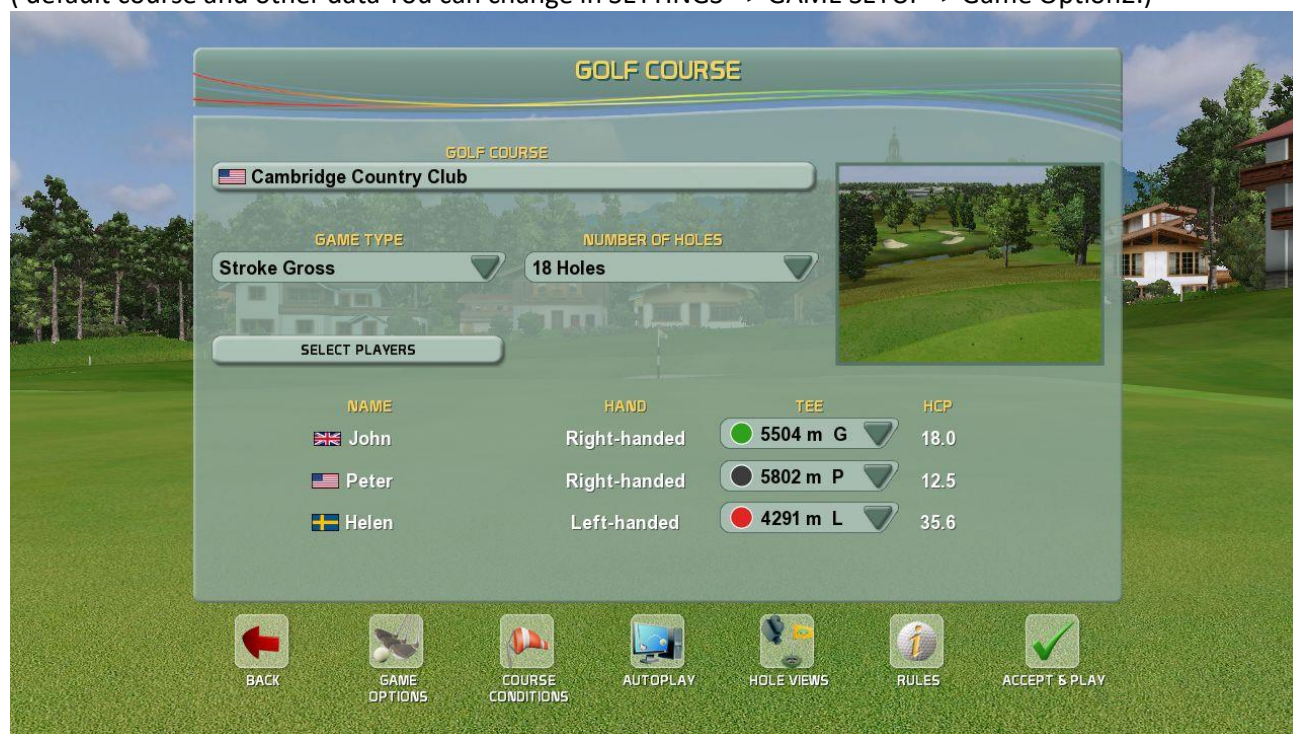 ( default course and other data You can change in SETTINGS -> GAME SETUP -> Game Option2.)
GOLF COURSE
GOLF COURSE
Cambridge Country Club
GAME TYPE NUMBER OF HOLES
Stroke Gross 18 Holes
SELECT PLAYERS
NAME HAND TEE HCP
John Right-handed 5504 m G 18.0
Peter Right-handed 5802 m P 12.5
Helen Left-handed 4291 m L 35.6
BACK GAME OPTIONS COURSE CONDITIONS AUTOPLAY HOLE VIEWS RULES ACCEPT & PLAY